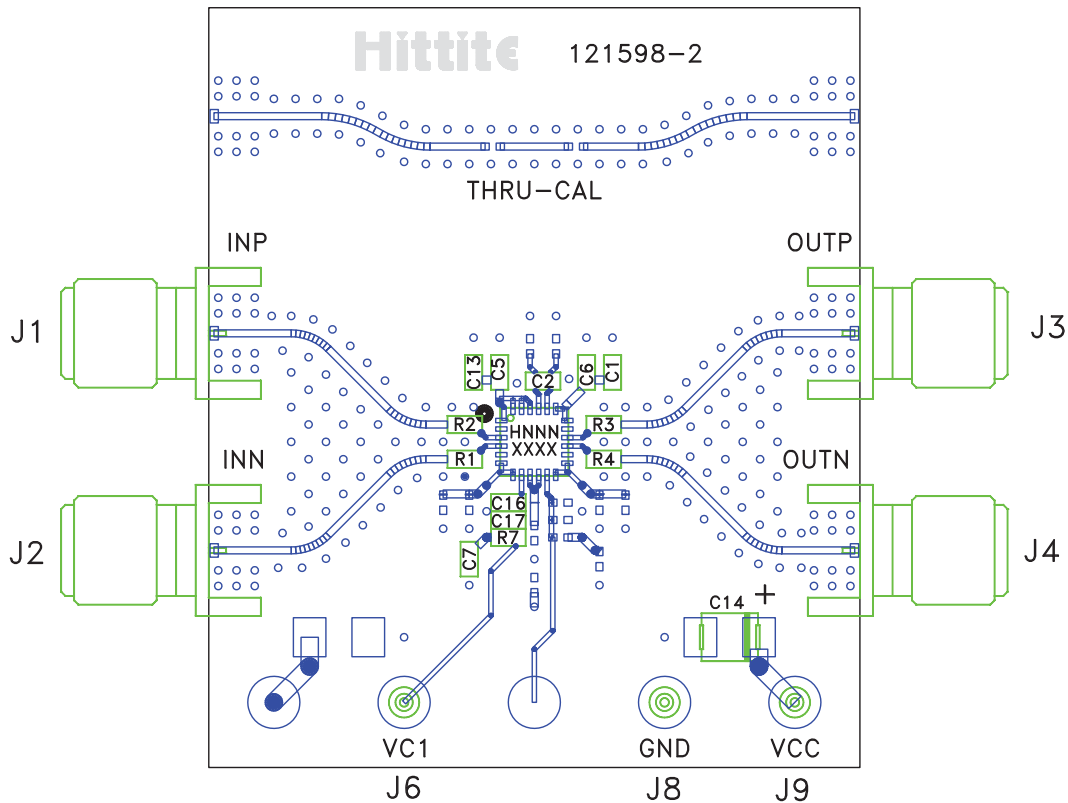 Hittite 121598-2
THRU-CAL
INP OUTP
J1 J3
C13 C5 C2 C6 C1
R2 HNNN R3
XXXX
R1 R4
INN OUTN
C16
C17
R7
C7
J2 J4
C14 +
VC1 GND VCC
J6 J8 J9